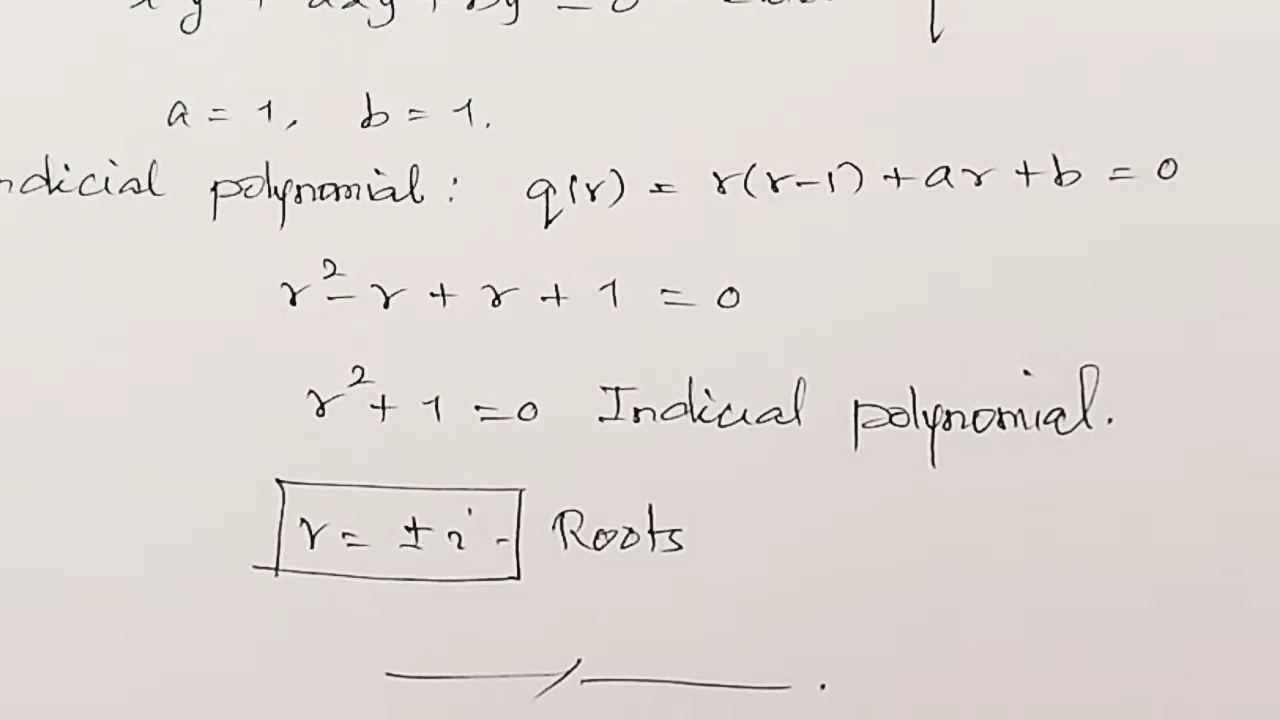 a = 1, b = 1.
ndicial polynomial: q(r) = r(r-1) + ar + b = 0
r² - r + r + 1 = 0
r² + 1 = 0 Indicial polynomial.
r = ±i. Roots